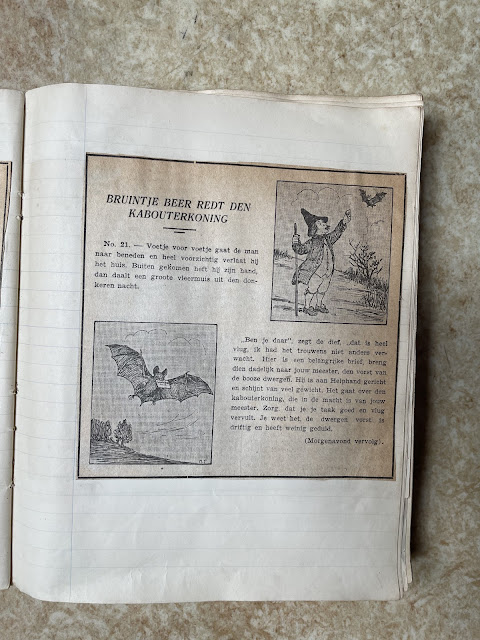 BRUINTJE BEER REDT DEN
KABOUTERKONING
No. 21. — Voetje voor voetje gaat de man
naar beneden en heel voorzichtig verlaat hij
het huis. Buiten gekomen heft hij zijn hand,
dan daalt een groote vleermuis uit den don-
keren nacht.
„Ben je daar”, zegt de dief, „dat is heel
vlug, ik had het trouwens niet anders ver-
wacht. Hier is een belangrijke brief, breng
dien dadelijk naar jouw meester, den vorst van
de booze dwergen. Hij is aan Helphand gericht
en schijnt van veel gewicht. Het gaat over den
kabouterkoning, die in de macht is van jouw
meester. Zorg, dat je je taak goed en vlug
vervult. Je weet het, de dwergen vorst is
driftig en heeft weinig geduld.
(Morgenavond vervolg).